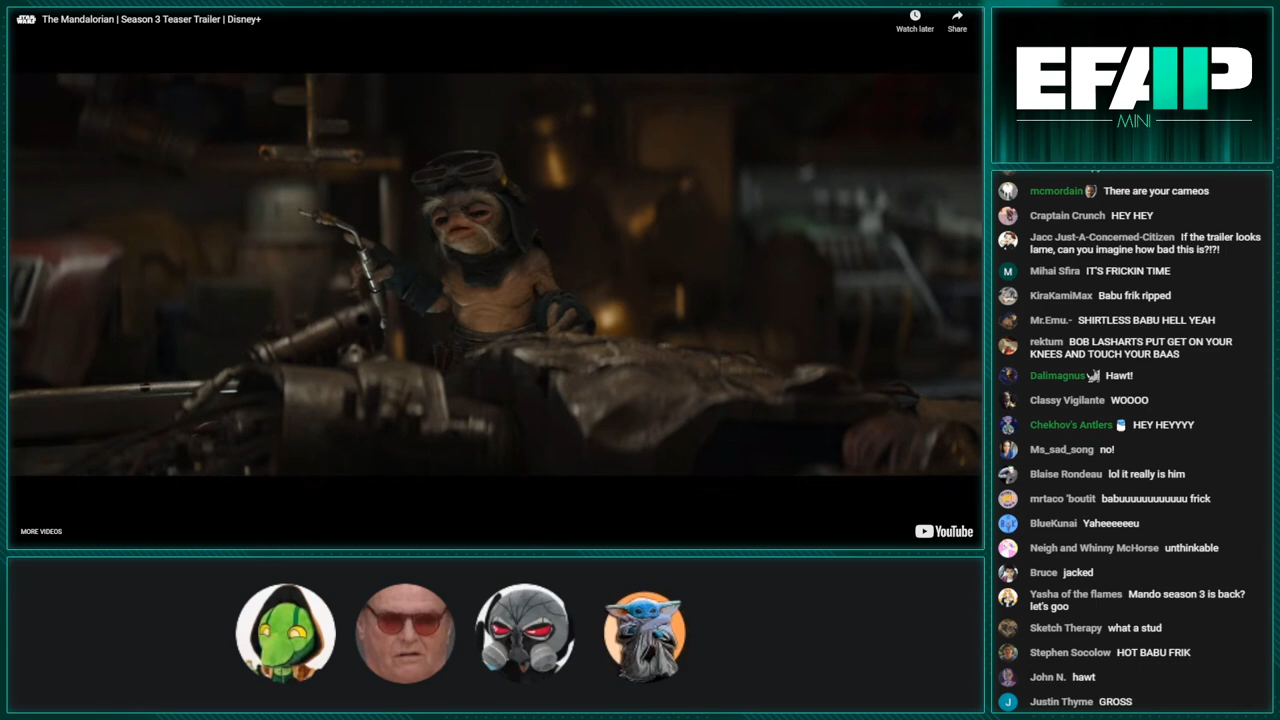 STAR WARS
The Mandalorian | Season 3 Teaser Trailer | Disney+
Watch later
Share
MORE VIDEOS
YouTube
EFAP
MINI
mcmordain There are your cameos
Craptain Crunch HEY HEY
Jacc Just-A-Concerned-Citizen If the trailer looks
lame, can you imagine how bad this is?!?!
M Mihai Sfira IT'S FRICKIN TIME
KiraKamiMax Babu frik ripped
Mr.Emu.- SHIRTLESS BABU HELL YEAH
rekturn BOB LASHARTS PUT GET ON YOUR
KNEES AND TOUCH YOUR BAAS
Dalimagnus Hawt!
Classy Vigilante WOOOO
Chekhov's Antlers HEY HEYYYY
Ms_sad_song no!
Blaise Rondeau lol it really is him
mrtaco 'boutit babuuuuuuuuuuu frick
BlueKunai Yaheeeeeu
Neigh and Whinny McHorse unthinkable
Bruce jacked
Yasha of the flames Mando season 3 is back?
let's goo
Sketch Therapy what a stud
Stephen Socolow HOT BABU FRIK
John N. hawt
J Justin Thyme GROSS